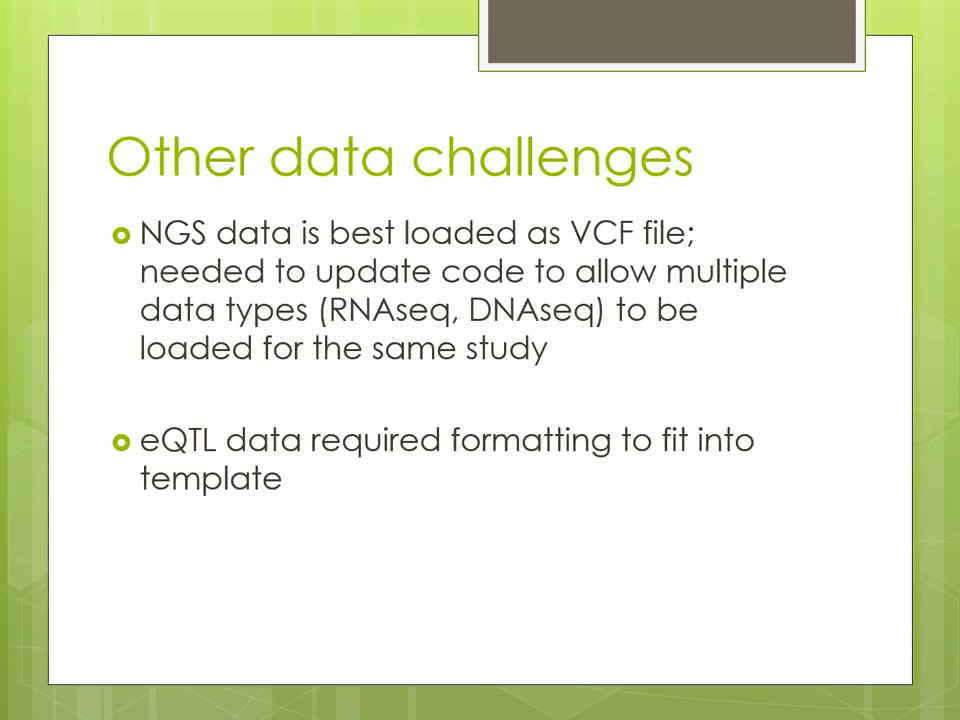 Other data challenges
NGS data is best loaded as VCF file;
needed to update code to allow multiple
data types (RNAseq, DNAseq) to be
loaded for the same study
eQTL data required formatting to fit into
template